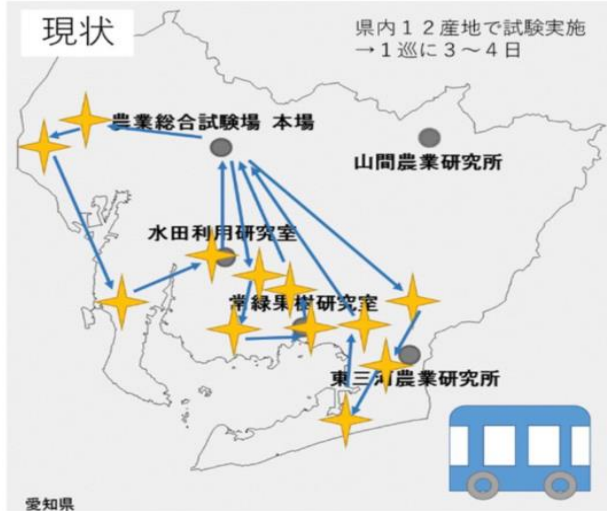 現状
県内12産地で試験実施
→1巡に3～4日
農業総合試験場 本場
山間農業研究所
水田利用研究室
常緑果樹研究室
東三河農業研究所
愛知県